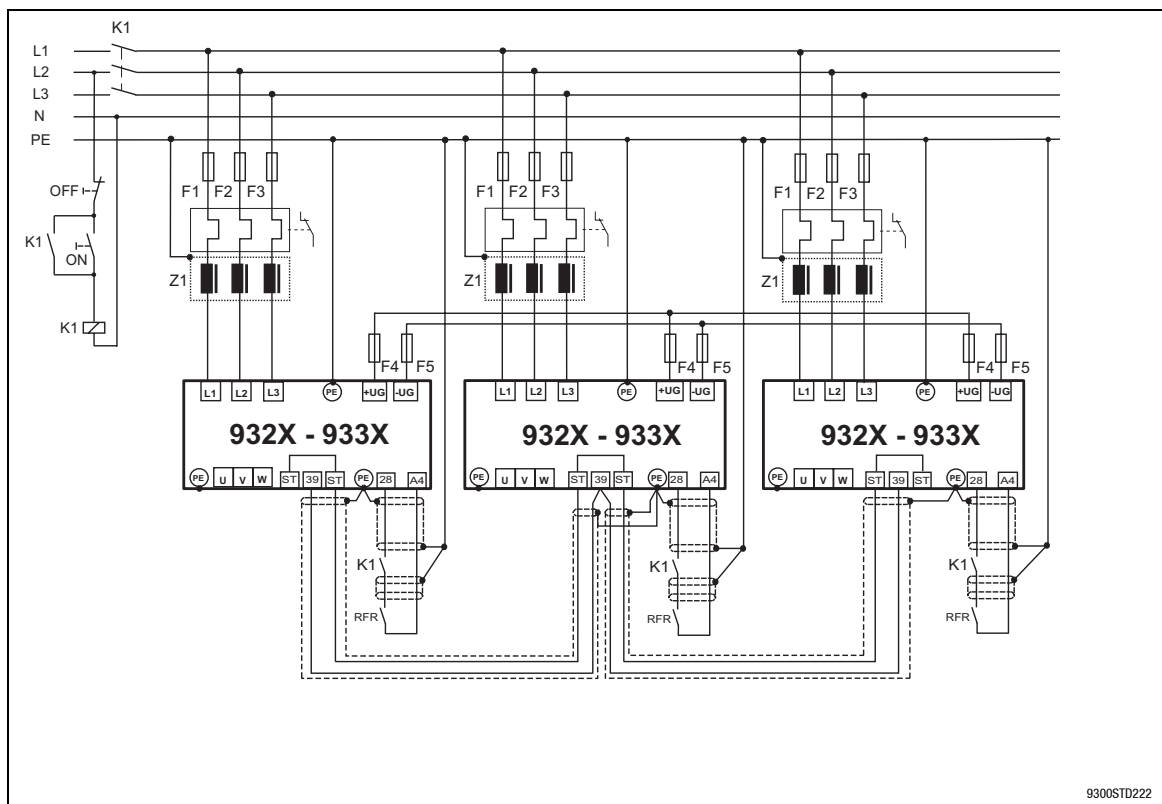 K1
L1
L2
L3
N
PE
OFF
K1
ON
K1
F1 F2 F3
F1 F2 F3
F1 F2 F3
Z1
Z1
Z1
F4 F5
F4 F5
F4 F5
L1 L2 L3 PE +UG -UG
L1 L2 L3 PE +UG -UG
L1 L2 L3 PE +UG -UG
932X - 933X
932X - 933X
932X - 933X
PE U V W ST 39 ST PE 28 A4
PE U V W ST 39 ST PE 28 A4
PE U V W ST 39 ST PE 28 A4
K1
K1
K1
RFR
RFR
RFR
9300STD222